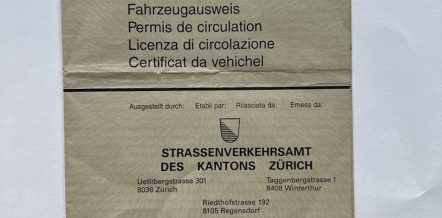 Fahrzeugausweis
Permis de circulation
Licenza di circolazione
Certificat da vehichel
Ausgestellt durch: Etabli par: Rilasciata da: Emess da:
STRASSENVERKEHRSAMT
DES KANTONS ZÜRICH
Uetlibergstrasse 301 Taggenbergstrasse 1
8036 Zürich 8408 Winterthur
Riedthofstrasse 192
8105 Regensdorf